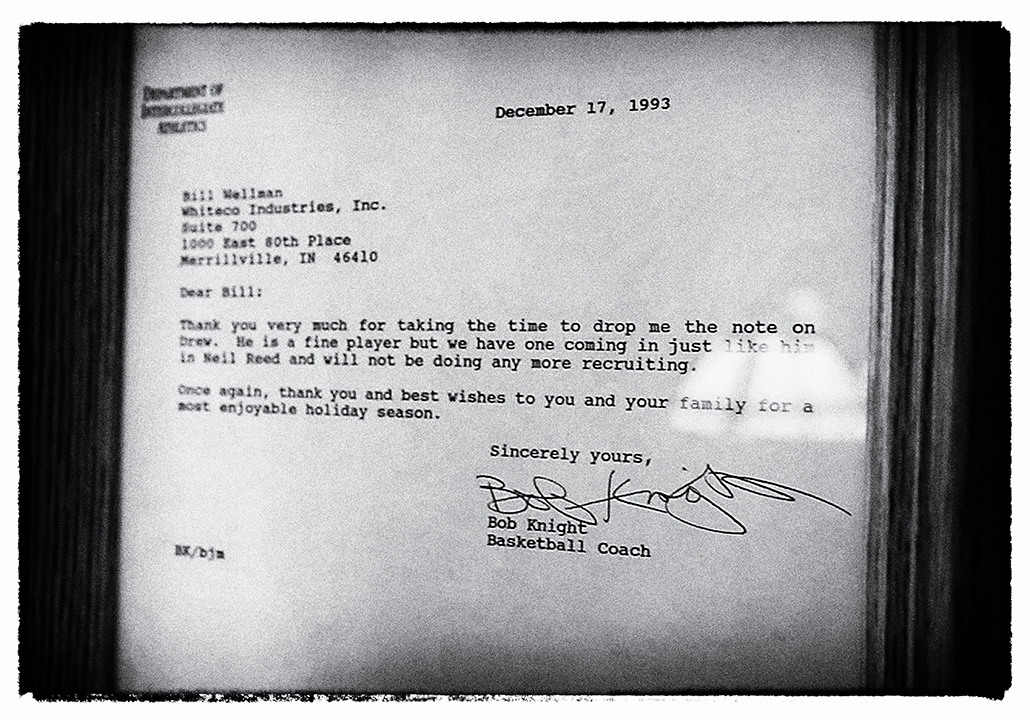 DEPARTMENT OF
INTERCOLLEGIATE
ATHLETICS
December 17, 1993
Bill Wellman
Whiteco Industries, Inc.
Suite 700
1000 East 80th Place
Merrillville, IN 46410
Dear Bill:
Thank you very much for taking the time to drop me the note on
Drew. He is a fine player but we have one coming in just like him
in Neil Reed and will not be doing any more recruiting.
Once again, thank you and best wishes to you and your family for a
most enjoyable holiday season.
Sincerely yours,
Bob Knight
Bob Knight
Basketball Coach
BK/bjm